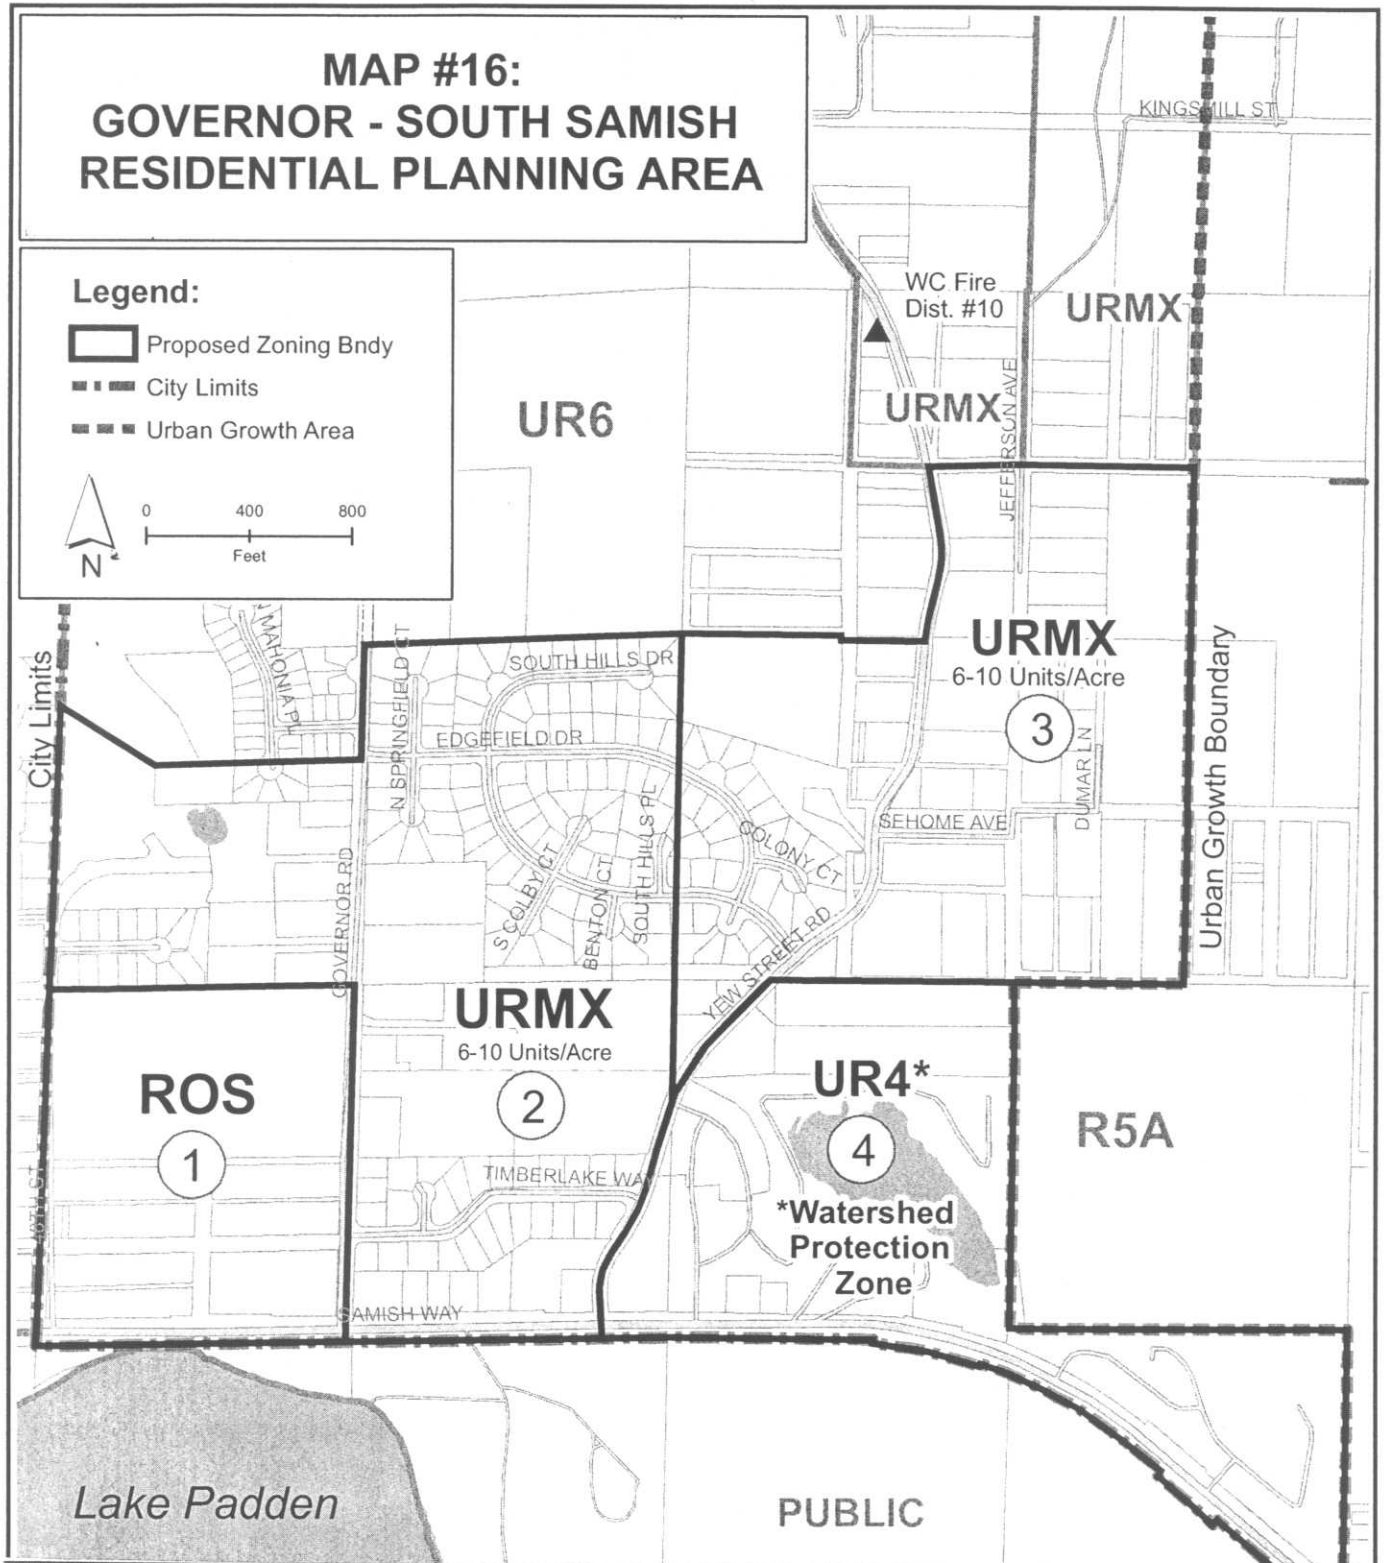 MAP #16:
GOVERNOR - SOUTH SAMISH
RESIDENTIAL PLANNING AREA
KINGSMILL ST
Legend:
Proposed Zoning Bndy
City Limits
Urban Growth Area
0 400 800
Feet
N
WC Fire
Dist. #10
URMX
URMX
UR6
JEFFERSON AVE
URMX
6-10 Units/Acre
3
City Limits
MAHONIA PL
N SPRINGFIELD CT
SOUTH HILLS DR
EDGEFIELD DR
SOUTH HILLS PL
COLONY CT
SEHOME AVE
DUMAR LN
Urban Growth Boundary
GOVERNOR RD
S COLBY CT
BENTON CT
YEW STREET RD
URMX
6-10 Units/Acre
2
ROS
1
UR4*
4
*Watershed
Protection
Zone
R5A
TIMBERLAKE WAY
SAMISH WAY
Lake Padden
PUBLIC